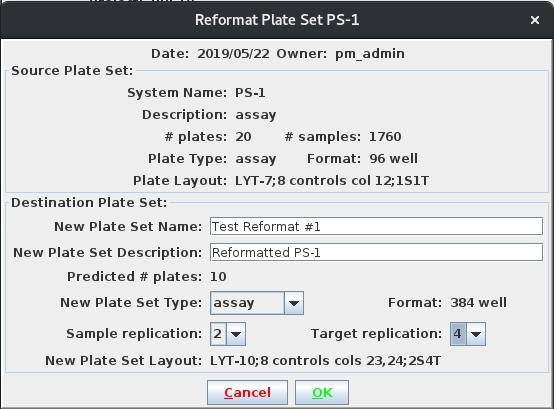 Reformat Plate Set PS-1
Date: 2019/05/22 Owner: pm_admin
Source Plate Set:
System Name: PS-1
Description: assay
# plates: 20 # samples: 1760
Plate Type: assay Format: 96 well
Plate Layout: LYT-7;8 controls col 12;1S1T
Destination Plate Set:
New Plate Set Name: Test Reformat #1
New Plate Set Description: Reformatted PS-1
Predicted # plates: 10
New Plate Set Type: assay Format: 384 well
Sample replication: 2 Target replication: 4
New Plate Set Layout: LYT-10;8 controls cols 23,24;2S4T
Cancel OK